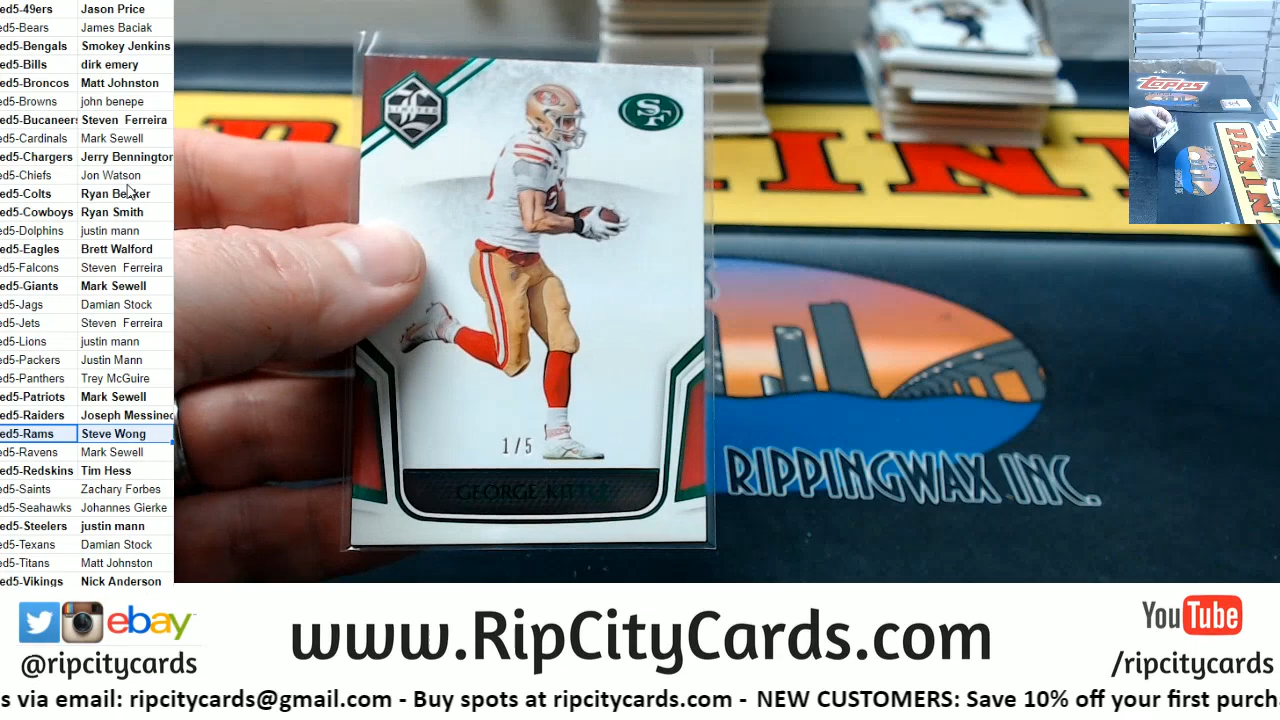 ed5-49ers Jason Price
ed5-Bears James Baciak
ed5-Bengals Smokey Jenkins
ed5-Bills dirk emery
ed5-Broncos Matt Johnston
ed5-Browns john benepe
ed5-Bucaneers Steven Ferreira
ed5-Cardinals Mark Sewell
ed5-Chargers Jerry Bennington
ed5-Chiefs Jon Watson
ed5-Colts Ryan
ed5-Cowboys Ryan Smith
ed5-Dolphins justin mann
ed5-Eagles Brett Walford
ed5-Falcons Steven Ferreira
ed5-Giants Mark Sewell
ed5-Jags Damian Stock
ed5-Jets Steven Ferreira
ed5-Lions justin mann
ed5-Packers Justin Mann
ed5-Panthers Trey McGuire
ed5-Patriots Mark Sewell
ed5-Raiders Joseph Messinec
ed5-Rams Steve Wong
ed5-Ravens Mark Sewell
ed5-Redskins Tim Hess
ed5-Saints Zachary Forbes
ed5-Seahawks Johannes Gierke
ed5-Steelers justin mann
ed5-Texans Damian Stock
ed5-Titans Matt Johnston
ed5-Vikings Nick Anderson
LIMITED
SF
1/5
GEORGE KITTLE
RIPPINGWAX INC.
Topps
PANINI
ebay
@ripcitycards
www.RipCityCards.com
YouTube
/ripcitycards
s via email: ripcitycards@gmail.com - Buy spots at ripcitycards.com - NEW CUSTOMERS: Save 10% off your first purch